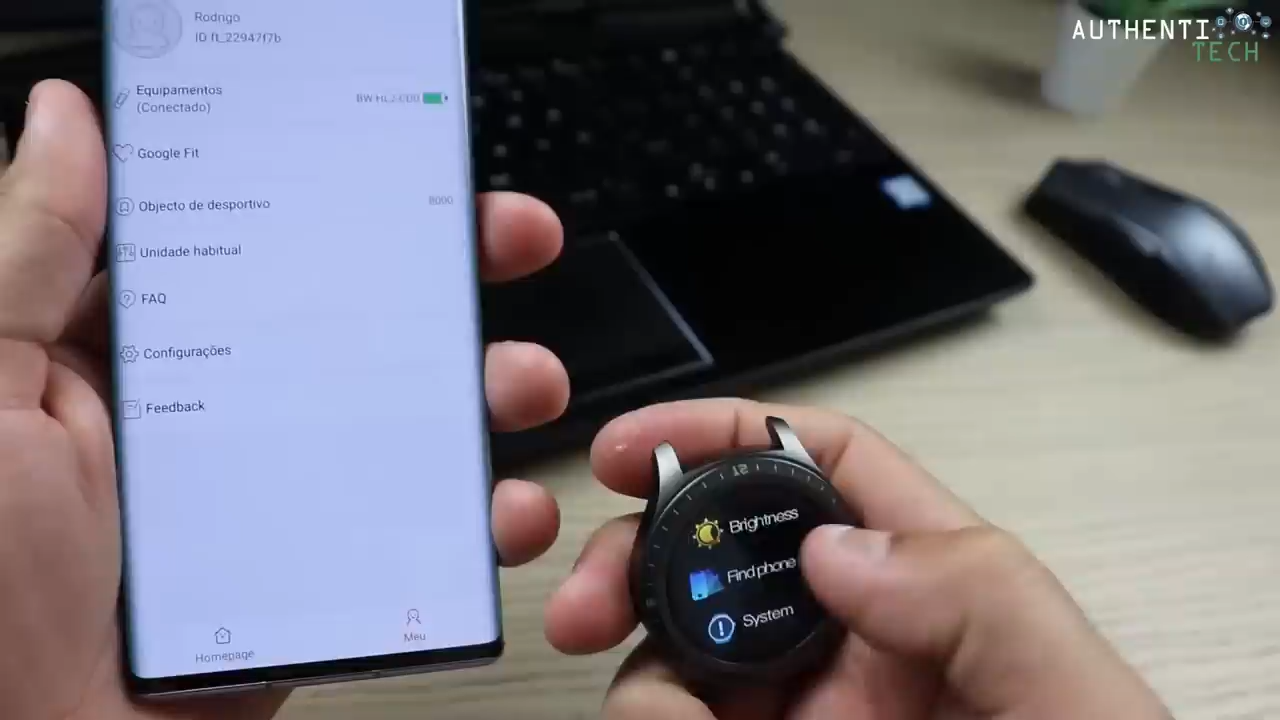 AUTHENTI
TECH
Rodrigo
ID ft_22947f7b
Equipamentos
(Conectado)
Google Fit
Objecto de desportivo
8000
Unidade habitual
FAQ
Configurações
Feedback
Homepage
Meu
12
Brightness
Find phone
System